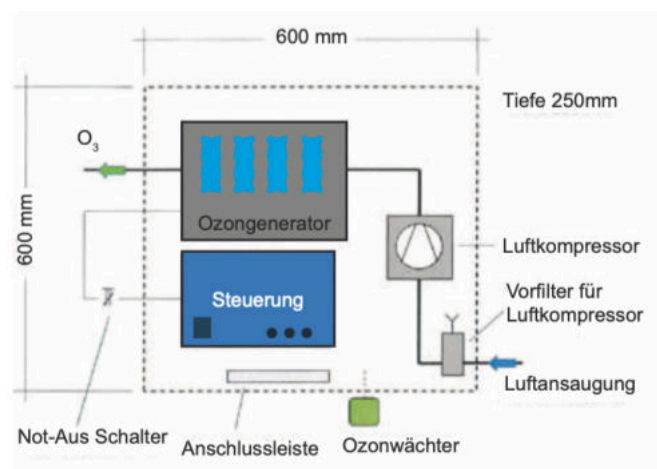 600 mm
Tiefe 250mm
O3
600 mm
Ozongenerator
Luftkompressor
Steuerung
Vorfilter für
Luftkompressor
Luftansaugung
Not-Aus Schalter
Anschlussleiste
Ozonwächter